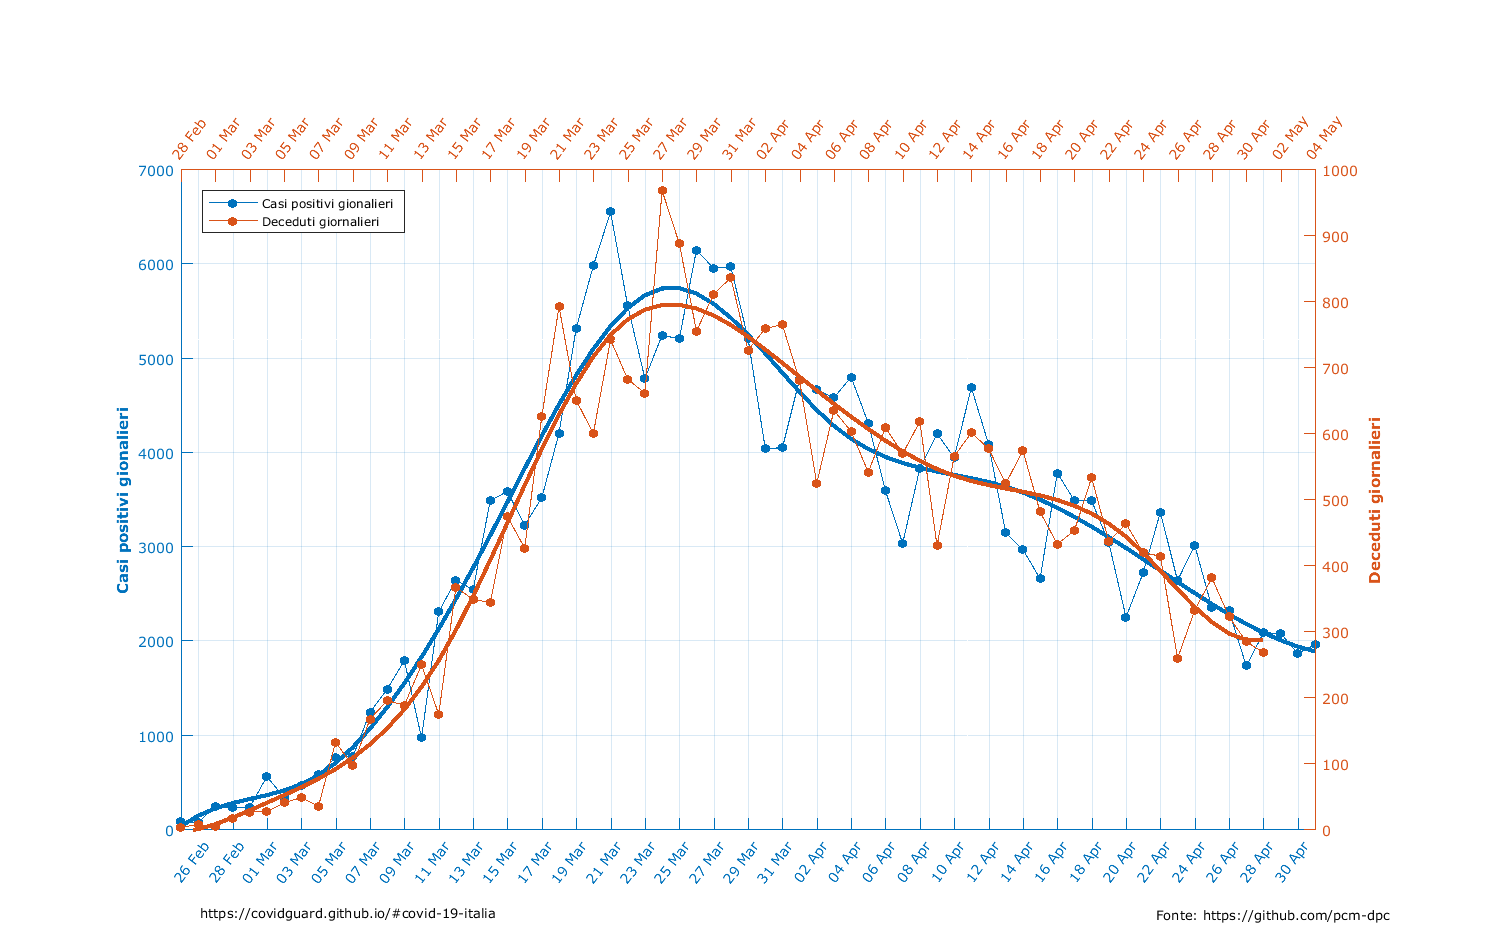 28 Feb 01 Mar 03 Mar 05 Mar 07 Mar 09 Mar 11 Mar 13 Mar 15 Mar 17 Mar 19 Mar 21 Mar 23 Mar 25 Mar 27 Mar 29 Mar 31 Mar 02 Apr 04 Apr 06 Apr 08 Apr 10 Apr 12 Apr 14 Apr 16 Apr 18 Apr 20 Apr 22 Apr 24 Apr 26 Apr 28 Apr 30 Apr 02 May 04 May
7000
6000
5000
4000
3000
2000
1000
0
Casi positivi gionalieri
Casi positivi gionalieri
Deceduti giornalieri
1000
900
800
700
600
500
400
300
200
100
0
Deceduti giornalieri
26 Feb 28 Feb 01 Mar 03 Mar 05 Mar 07 Mar 09 Mar 11 Mar 13 Mar 15 Mar 17 Mar 19 Mar 21 Mar 23 Mar 25 Mar 27 Mar 29 Mar 31 Mar 02 Apr 04 Apr 06 Apr 08 Apr 10 Apr 12 Apr 14 Apr 16 Apr 18 Apr 20 Apr 22 Apr 24 Apr 26 Apr 28 Apr 30 Apr
https://covidguard.github.io/#covid-19-italia
Fonte: https://github.com/pcm-dpc